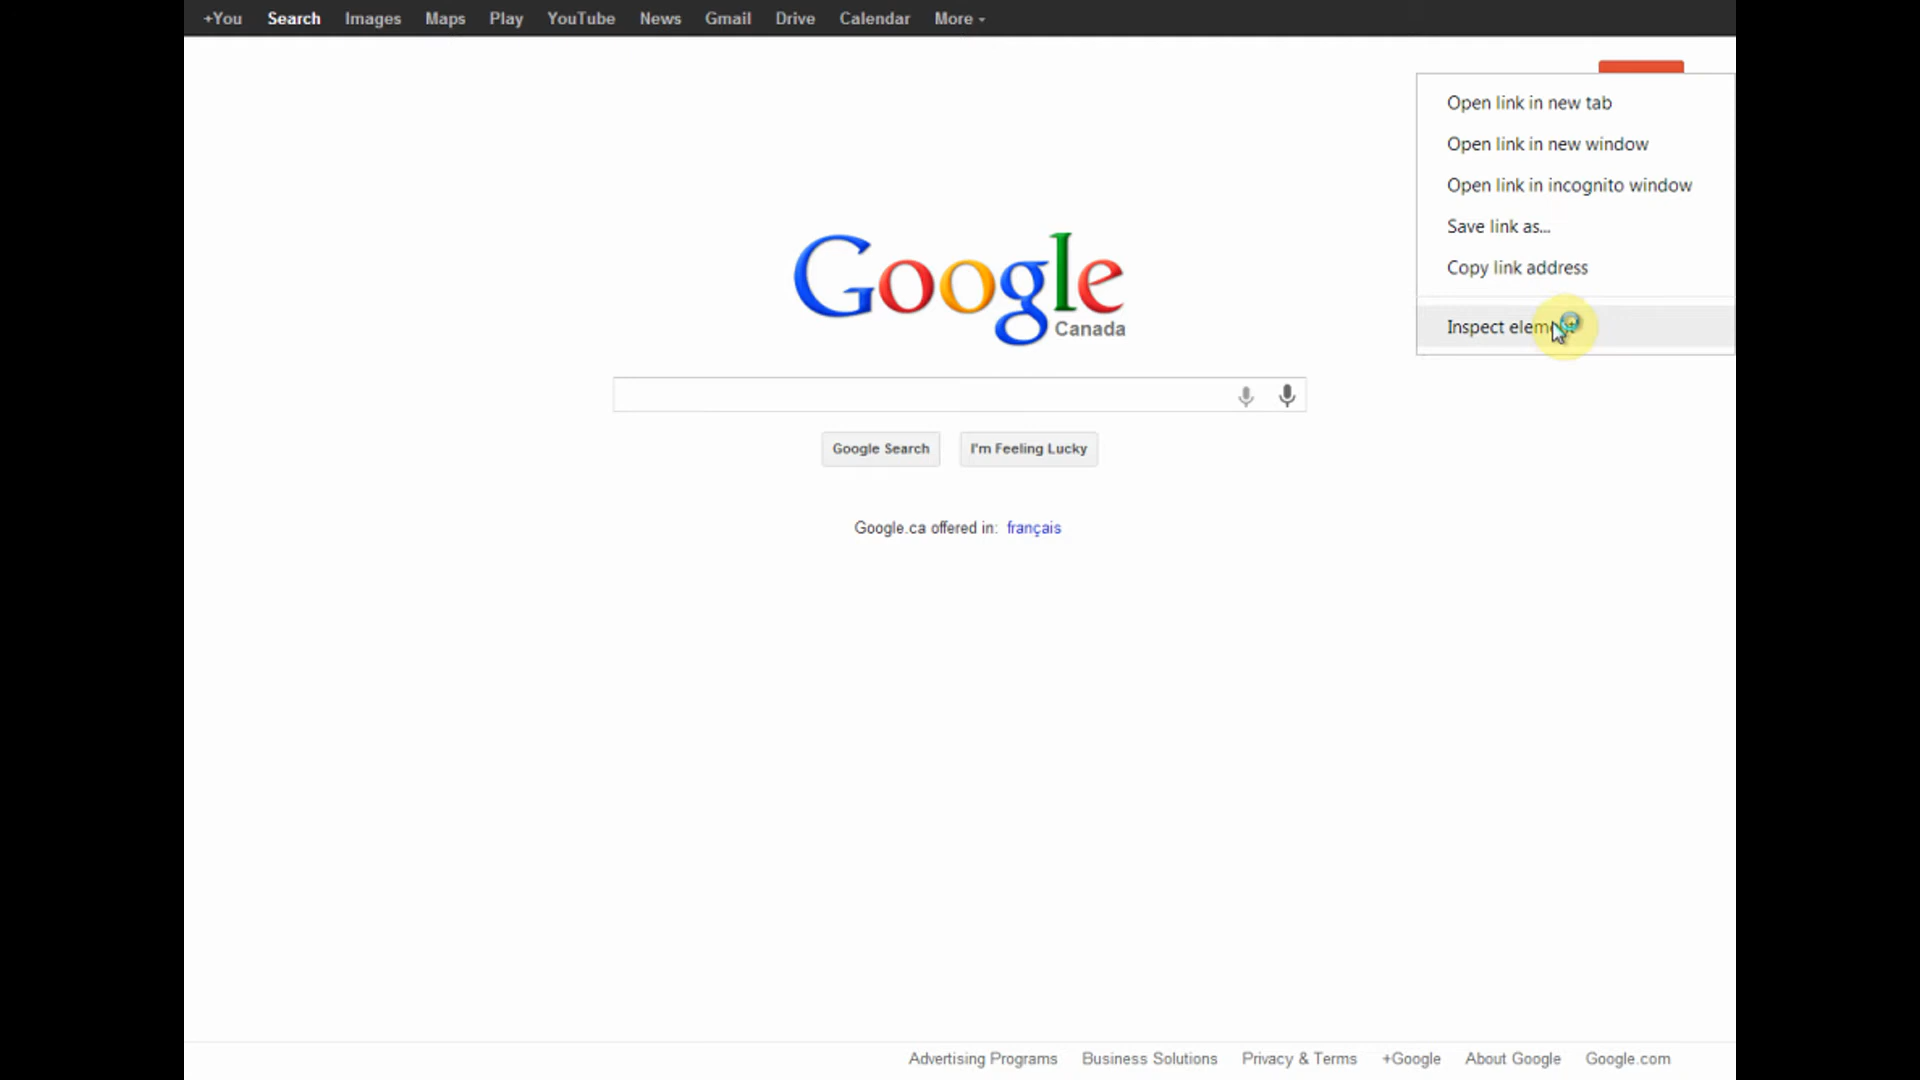 +You Search Images Maps Play YouTube News Gmail Drive Calendar More
Open link in new tab
Open link in new window
Open link in incognito window
Save link as...
Copy link address
Inspect element
Google
Canada
Google Search I'm Feeling Lucky
Google.ca offered in: français
Advertising Programs Business Solutions Privacy & Terms +Google About Google Google.com